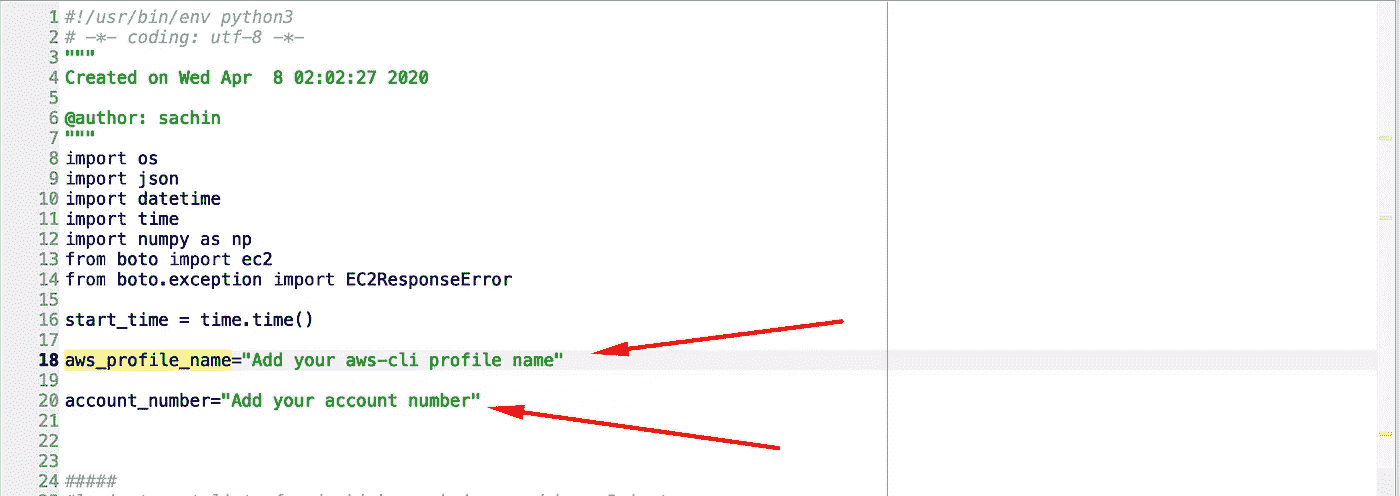 1 #!/usr/bin/env python3
2 # -*- coding: utf-8 -*-
3 """
4 Created on Wed Apr  8 02:02:27 2020
5
6 @author: sachin
7 """
8 import os
9 import json
10 import datetime
11 import time
12 import numpy as np
13 from boto import ec2
14 from boto.exception import EC2ResponseError
15
16 start_time = time.time()
17
18 aws_profile_name="Add your aws-cli profile name"
19
20 account_number="Add your account number"
21
22
23
24 #####